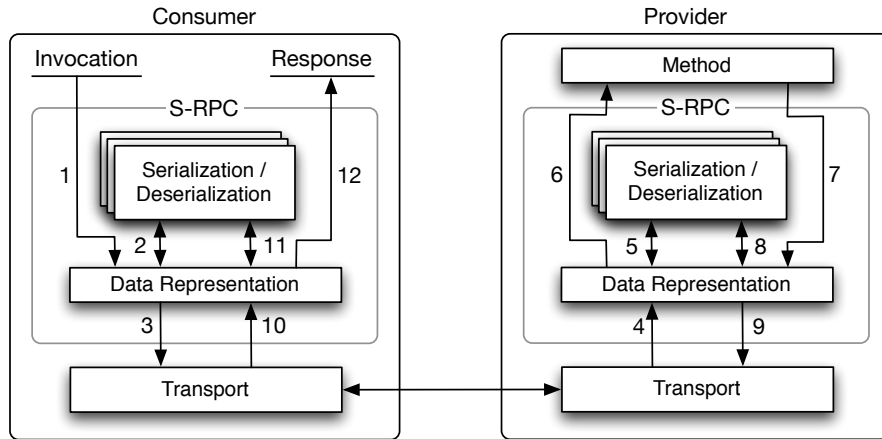 Consumer
Invocation
Response
S-RPC
1
12
Serialization /
Deserialization
2
11
Data Representation
3
10
Transport
Provider
Method
S-RPC
6
7
Serialization /
Deserialization
5
8
Data Representation
4
9
Transport